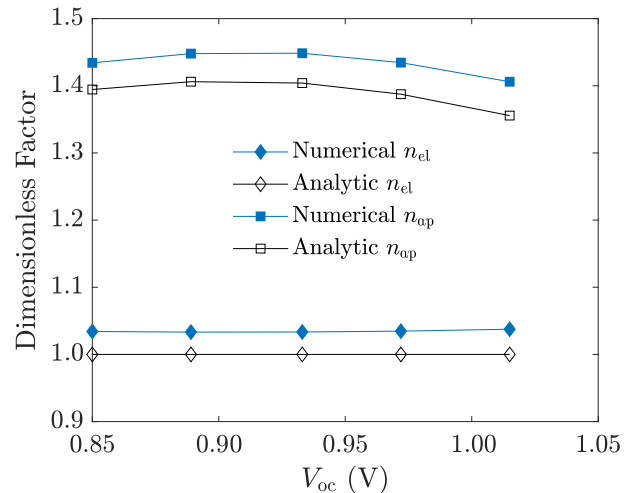 1.5
1.4
1.3
1.2
1.1
1.0
0.9
Dimensionless Factor
Numerical nel
Analytic nel
Numerical nap
Analytic nap
0.85 0.90 0.95 1.00 1.05
Voc (V)